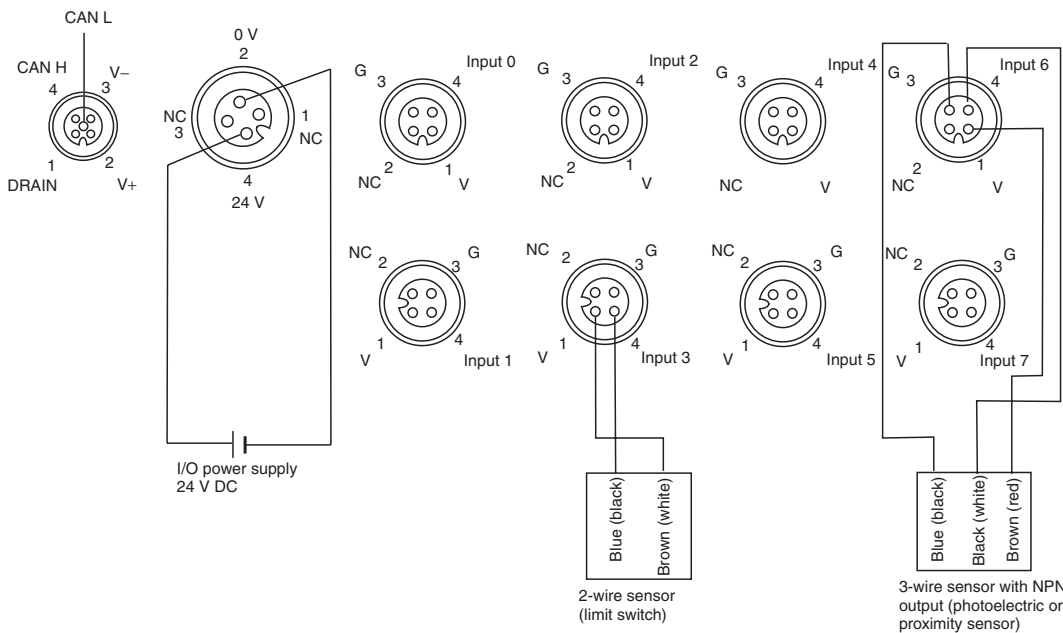 CAN L
CAN H
V−
4
3
1
2
DRAIN
V+
0 V
2
NC
3
1
NC
4
24 V
I/O power supply
24 V DC
G
3
4
Input 0
NC
2
1
V
G
3
4
Input 2
NC
2
1
V
G
3
4
Input 4
NC
V
G
3
4
Input 6
NC
2
1
V
NC
2
3
G
1
V
4
Input 1
NC
2
3
G
1
V
4
Input 3
NC
2
3
G
1
V
4
Input 5
NC
2
3
G
1
V
4
Input 7
Blue (black)
Brown (white)
2-wire sensor
(limit switch)
Blue (black)
Black (white)
Brown (red)
3-wire sensor with NPN
output (photoelectric or
proximity sensor)